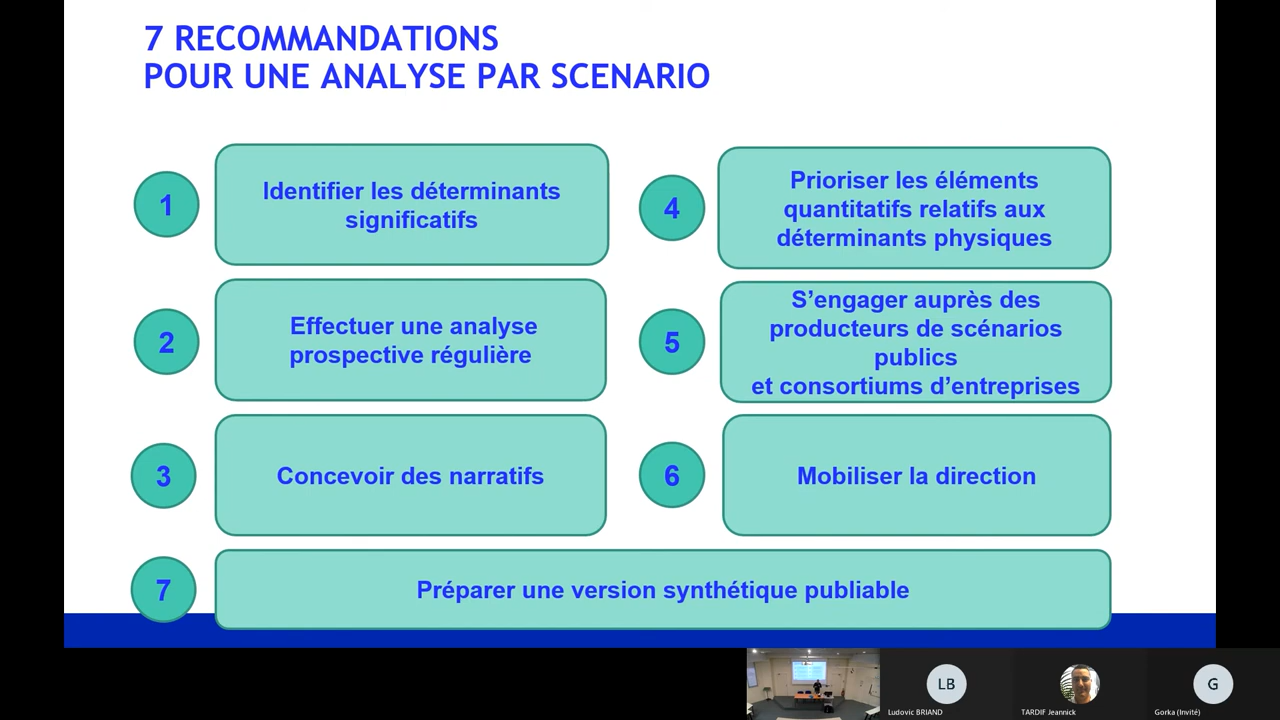 7 RECOMMANDATIONS
POUR UNE ANALYSE PAR SCENARIO
1
Identifier les déterminants
significatifs
2
Effectuer une analyse
prospective régulière
3
Concevoir des narratifs
4
Prioriser les éléments
quantitatifs relatifs aux
déterminants physiques
5
S’engager auprès des
producteurs de scénarios
publics
et consortiums d’entreprises
6
Mobiliser la direction
7
Préparer une version synthétique publiable
LB
Ludovic BRIAND
TARDIF Jeannick
G
Gorka (Invité)